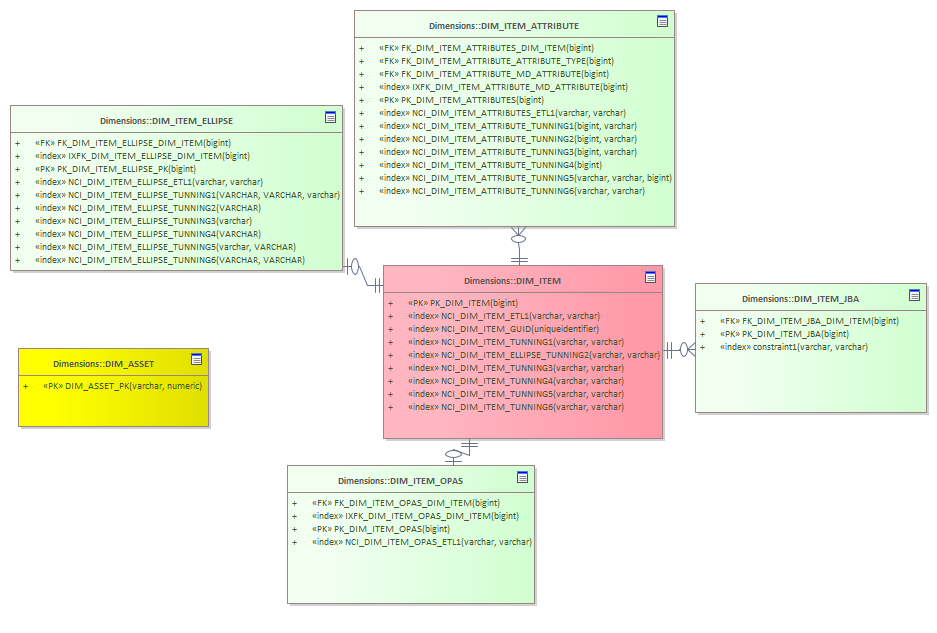 Dimensions::DIM_ITEM_ATTRIBUTE
+ «FK» FK_DIM_ITEM_ATTRIBUTES_DIM_ITEM(bigint)
+ «FK» FK_DIM_ITEM_ATTRIBUTE_ATTRIBUTE_TYPE(bigint)
+ «FK» FK_DIM_ITEM_ATTRIBUTE_MD_ATTRIBUTE(bigint)
+ «index» IXFK_DIM_ITEM_ATTRIBUTE_MD_ATTRIBUTE(bigint)
+ «PK» PK_DIM_ITEM_ATTRIBUTES(bigint)
+ «index» NCI_DIM_ITEM_ATTRIBUTES_ETL1(varchar, varchar)
+ «index» NCI_DIM_ITEM_ATTRIBUTE_TUNNING1(bigint, varchar)
+ «index» NCI_DIM_ITEM_ATTRIBUTE_TUNNING2(bigint, varchar)
+ «index» NCI_DIM_ITEM_ATTRIBUTE_TUNNING3(bigint, varchar)
+ «index» NCI_DIM_ITEM_ATTRIBUTE_TUNNING4(bigint)
+ «index» NCI_DIM_ITEM_ATTRIBUTE_TUNNING5(varchar, varchar, bigint)
+ «index» NCI_DIM_ITEM_ATTRIBUTE_TUNNING6(varchar, varchar)
Dimensions::DIM_ITEM_ELLIPSE
+ «FK» FK_DIM_ITEM_ELLIPSE_DIM_ITEM(bigint)
+ «index» IXFK_DIM_ITEM_ELLIPSE_DIM_ITEM(bigint)
+ «PK» PK_DIM_ITEM_ELLIPSE_PK(bigint)
+ «index» NCI_DIM_ITEM_ELLIPSE_ETL1(varchar, varchar)
+ «index» NCI_DIM_ITEM_ELLIPSE_TUNNING1(VARCHAR, VARCHAR, varchar)
+ «index» NCI_DIM_ITEM_ELLIPSE_TUNNING2(VARCHAR)
+ «index» NCI_DIM_ITEM_ELLIPSE_TUNNING3(varchar)
+ «index» NCI_DIM_ITEM_ELLIPSE_TUNNING4(VARCHAR)
+ «index» NCI_DIM_ITEM_ELLIPSE_TUNNING5(varchar, VARCHAR)
+ «index» NCI_DIM_ITEM_ELLIPSE_TUNNING6(VARCHAR, VARCHAR)
Dimensions::DIM_ITEM
+ «PK» PK_DIM_ITEM(bigint)
+ «index» NCI_DIM_ITEM_ETL1(varchar, varchar)
+ «index» NCI_DIM_ITEM_GUID(uniqueidentifier)
+ «index» NCI_DIM_ITEM_TUNNING1(varchar, varchar)
+ «index» NCI_DIM_ITEM_ELLIPSE_TUNNING2(varchar, varchar)
+ «index» NCI_DIM_ITEM_TUNNING3(varchar, varchar)
+ «index» NCI_DIM_ITEM_TUNNING4(varchar, varchar)
+ «index» NCI_DIM_ITEM_TUNNING5(varchar, varchar)
+ «index» NCI_DIM_ITEM_TUNNING6(varchar, varchar)
Dimensions::DIM_ITEM_JBA
+ «FK» FK_DIM_ITEM_JBA_DIM_ITEM(bigint)
+ «PK» PK_DIM_ITEM_JBA(bigint)
+ «index» constraint1(varchar, varchar)
Dimensions::DIM_ASSET
+ «PK» DIM_ASSET_PK(varchar, numeric)
Dimensions::DIM_ITEM_OPAS
+ «FK» FK_DIM_ITEM_OPAS_DIM_ITEM(bigint)
+ «index» IXFK_DIM_ITEM_OPAS_DIM_ITEM(bigint)
+ «PK» PK_DIM_ITEM_OPAS(bigint)
+ «index» NCI_DIM_ITEM_OPAS_ETL1(varchar, varchar)